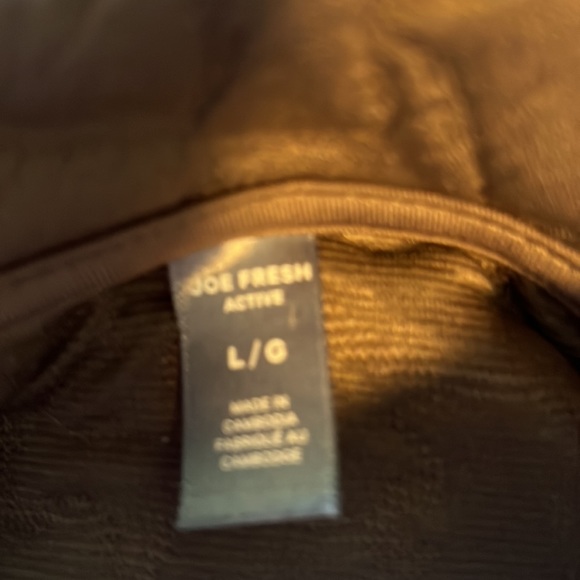 JOE FRESH
ACTIVE
L/G
MADE IN
CAMBODIA
FABRIQUÉ AU
CAMBODGE